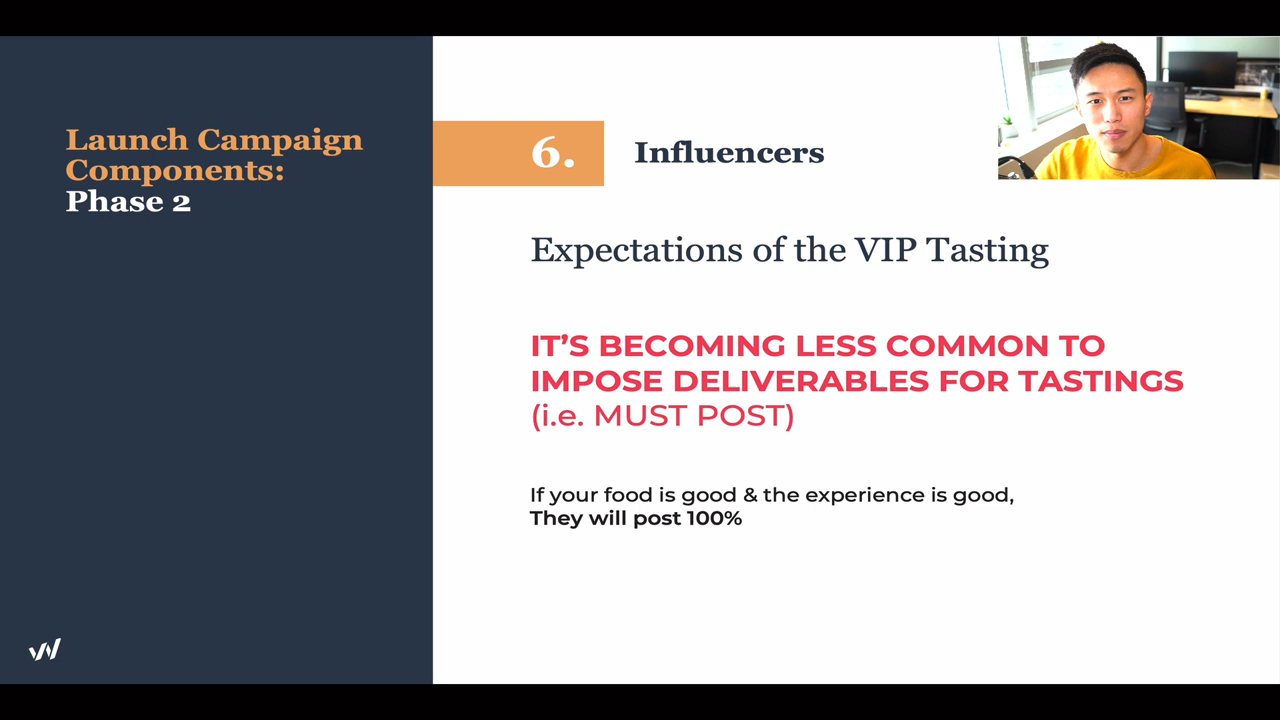 Launch Campaign
Components:
Phase 2
6.
Influencers
Expectations of the VIP Tasting
IT’S BECOMING LESS COMMON TO
IMPOSE DELIVERABLES FOR TASTINGS
(i.e. MUST POST)
If your food is good & the experience is good,
They will post 100%